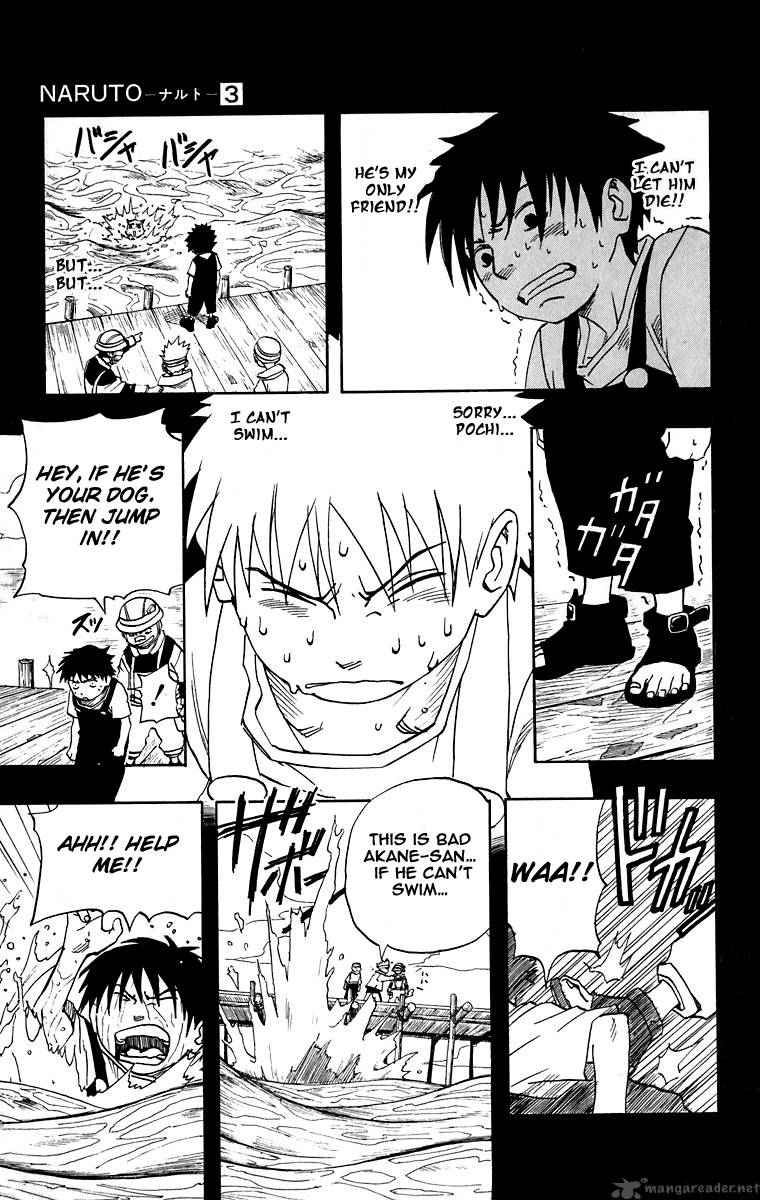 NARUTO—ナルト—3
I CAN'T
LET HIM
DIE!!
HE'S MY
ONLY
FRIEND!!
バシャ
バシャ
BUT...
BUT...
ガタ
ガタ
SORRY...
POCHI...
I CAN'T
SWIM...
HEY, IF HE'S
YOUR DOG.
THEN JUMP
IN!!
ズッ
WAA!!
ドカッ
THIS IS BAD
AKANE-SAN...
IF HE CAN'T
SWIM...
ザボー
AHH!! HELP
ME!!
mangareader.net